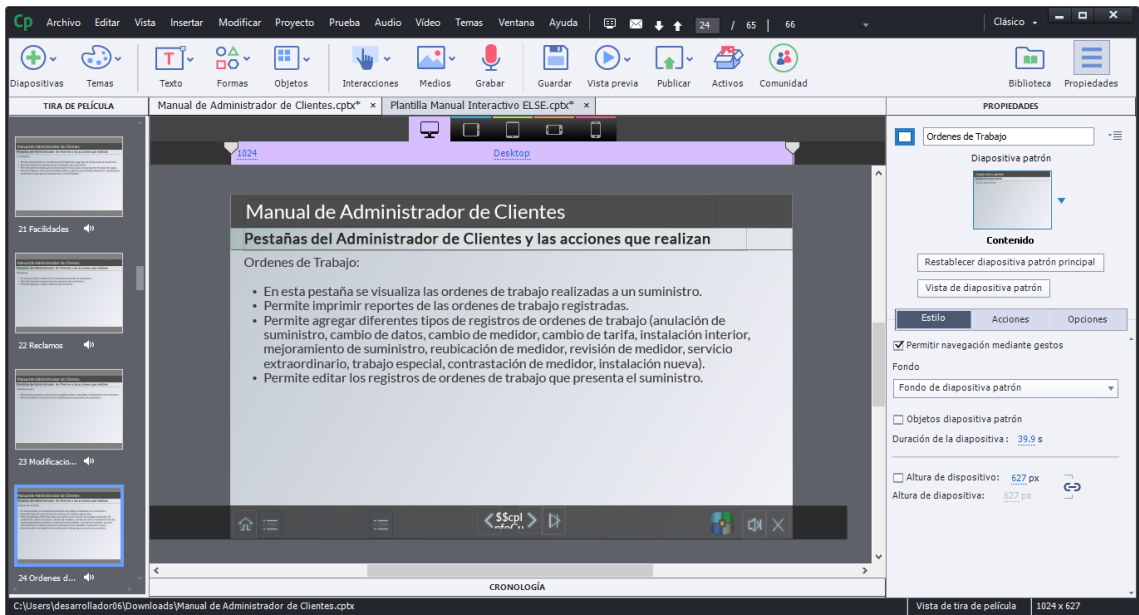 Cp Archivo Editar Vista Insertar Modificar Proyecto Prueba Audio Vídeo Temas Ventana Ayuda 24 / 65 66 Clásico
Diapositivas Temas Texto Formas Objetos Interacciones Medios Grabar Guardar Vista previa Publicar Activos Comunidad Biblioteca Propiedades
TIRA DE PELÍCULA
Manual de Administrador de Clientes.cptx* × Plantilla Manual Interactivo ELSE.cptx* ×
PROPIEDADES
1024 Desktop
21 Facilidades
22 Reclamos
23 Modificacio...
24 Ordenes d...
Manual de Administrador de Clientes
Pestañas del Administrador de Clientes y las acciones que realizan
Ordenes de Trabajo:
• En esta pestaña se visualiza las ordenes de trabajo realizadas a un suministro.
• Permite imprimir reportes de las ordenes de trabajo registradas.
• Permite agregar diferentes tipos de registros de ordenes de trabajo (anulación de
suministro, cambio de datos, cambio de medidor, cambio de tarifa, instalación interior,
mejoramiento de suministro, reubicación de medidor, revisión de medidor, servicio
extraordinario, trabajo especial, contrastación de medidor, instalación nueva).
• Permite editar los registros de ordenes de trabajo que presenta el suministro.
$$cpI
CRONOLOGÍA
Ordenes de Trabajo
Diapositiva patrón
Contenido
Restablecer diapositiva patrón principal
Vista de diapositiva patrón
Estilo Acciones Opciones
Permitir navegación mediante gestos
Fondo
Fondo de diapositiva patrón
Objetos diapositiva patrón
Duración de la diapositiva : 39.9 s
Altura de dispositivo: 627 px
Altura de diapositiva: 627 px
C:\Users\desarrollador06\Downloads\Manual de Administrador de Clientes.cptx
Vista de tira de película 1024 x 627